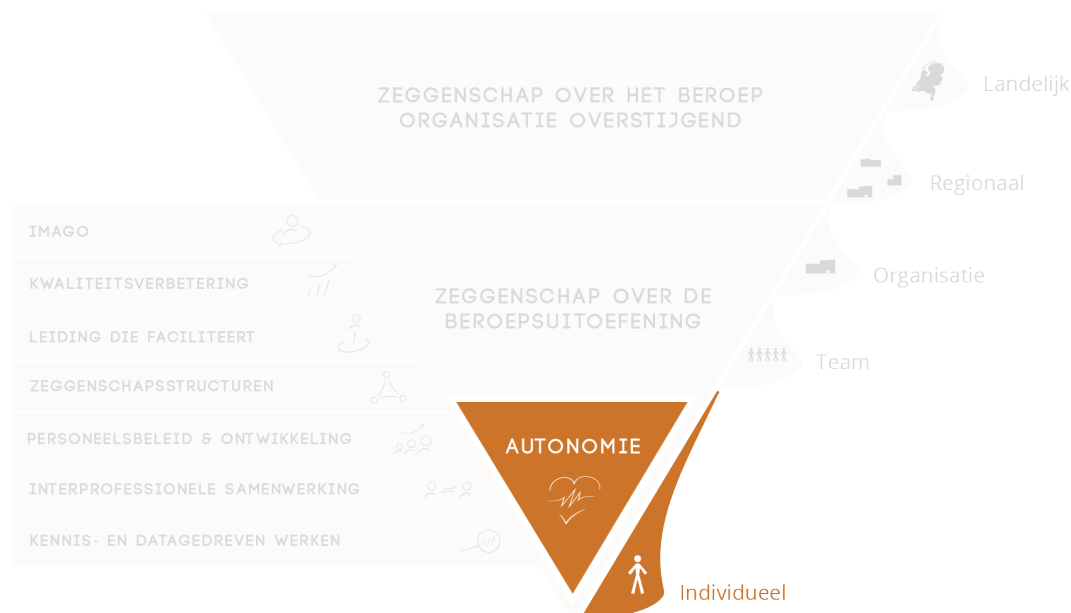 ZEGGENSCHAP OVER HET BEROEP
ORGANISATIE OVERSTIJGEND
Landelijk
Regionaal
IMAGO
KWALITEITSVERBETERING
LEIDING DIE FACILITEERT
ZEGGENSCHAPSSTRUCTUREN
PERSONEELSBELEID & ONTWIKKELING
INTERPROFESSIONELE SAMENWERKING
KENNIS- EN DATAGEDREVEN WERKEN
ZEGGENSCHAP OVER DE
BEROEPSUITOEFENING
Organisatie
Team
AUTONOMIE
Individueel